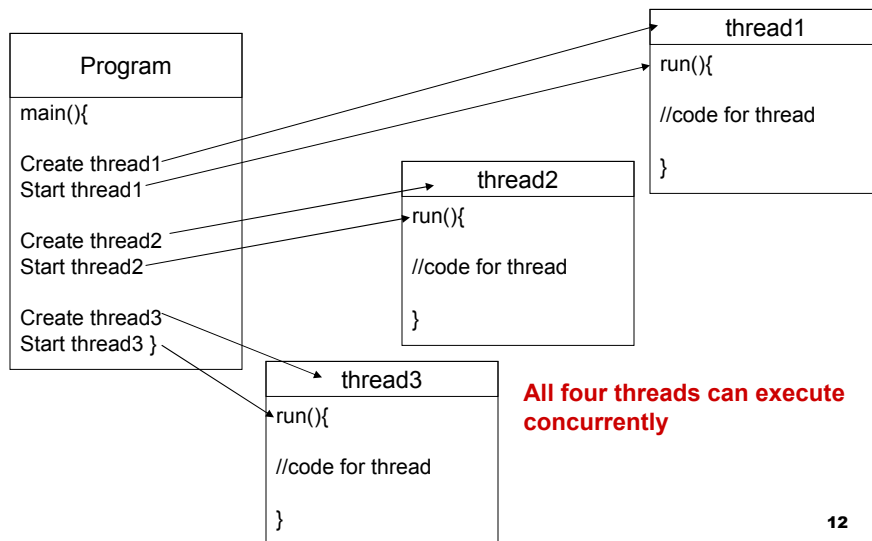 Program
main(){
Create thread1
Start thread1
Create thread2
Start thread2
Create thread3
Start thread3 }
thread1
run(){
//code for thread
}
thread2
run(){
//code for thread
}
thread3
run(){
//code for thread
}
All four threads can execute
concurrently
12